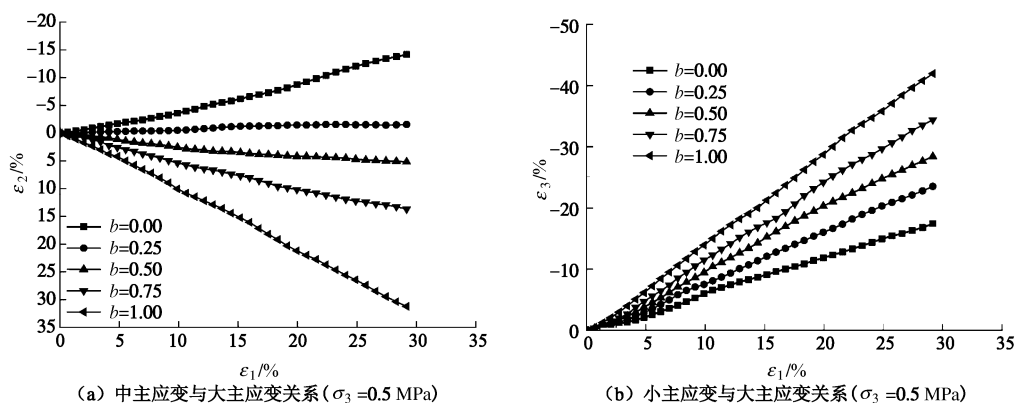 -20
-15
-10
-5
0
5
10
15
20
25
30
35
ε2/%
b=0.00
b=0.25
b=0.50
b=0.75
b=1.00
0 5 10 15 20 25 30 35
ε1/%
(a) 中主应变与大主应变关系(σ3 =0.5 MPa)
-50
-40
-30
-20
-10
0
ε3/%
b=0.00
b=0.25
b=0.50
b=0.75
b=1.00
0 5 10 15 20 25 30 35
ε1/%
(b) 小主应变与大主应变关系(σ3 =0.5 MPa)